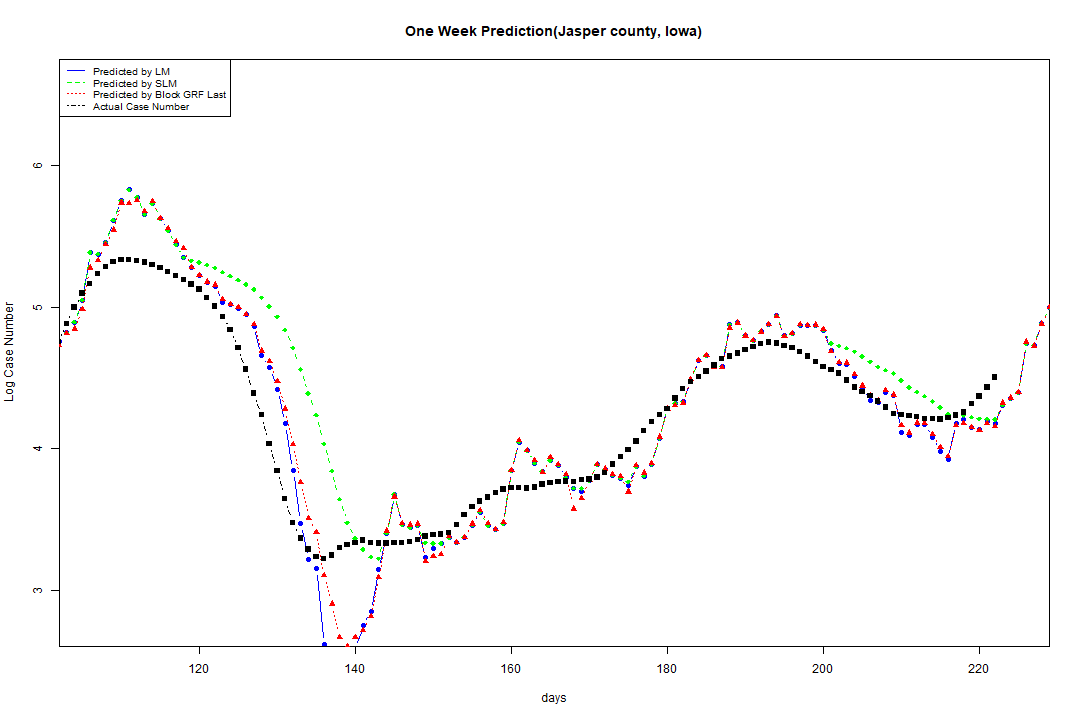 One Week Prediction(Jasper county, Iowa)
Predicted by LM
Predicted by SLM
Predicted by Block GRF Last
Actual Case Number
Log Case Number
6
5
4
3
120 140 160 180 200 220
days